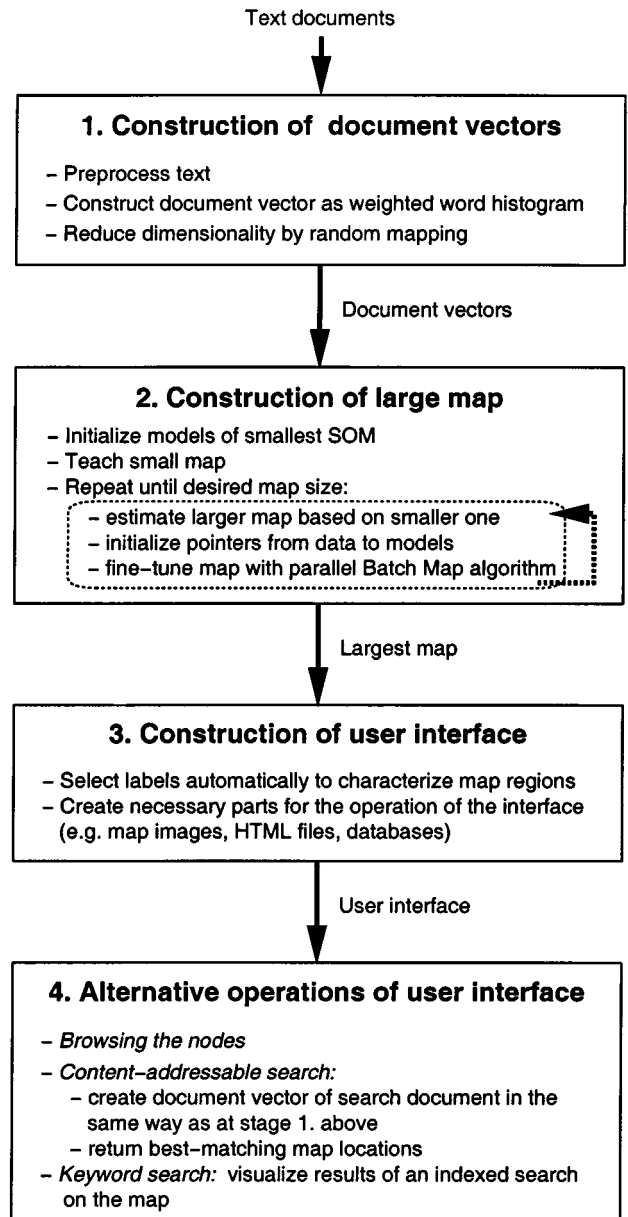 Text documents
1. Construction of document vectors
– Preprocess text
– Construct document vector as weighted word histogram
– Reduce dimensionality by random mapping
Document vectors
2. Construction of large map
– Initialize models of smallest SOM
– Teach small map
– Repeat until desired map size:
– estimate larger map based on smaller one
– initialize pointers from data to models
– fine–tune map with parallel Batch Map algorithm
Largest map
3. Construction of user interface
– Select labels automatically to characterize map regions
– Create necessary parts for the operation of the interface
(e.g. map images, HTML files, databases)
User interface
4. Alternative operations of user interface
– Browsing the nodes
– Content–addressable search:
– create document vector of search document in the
same way as at stage 1. above
– return best–matching map locations
– Keyword search: visualize results of an indexed search
on the map